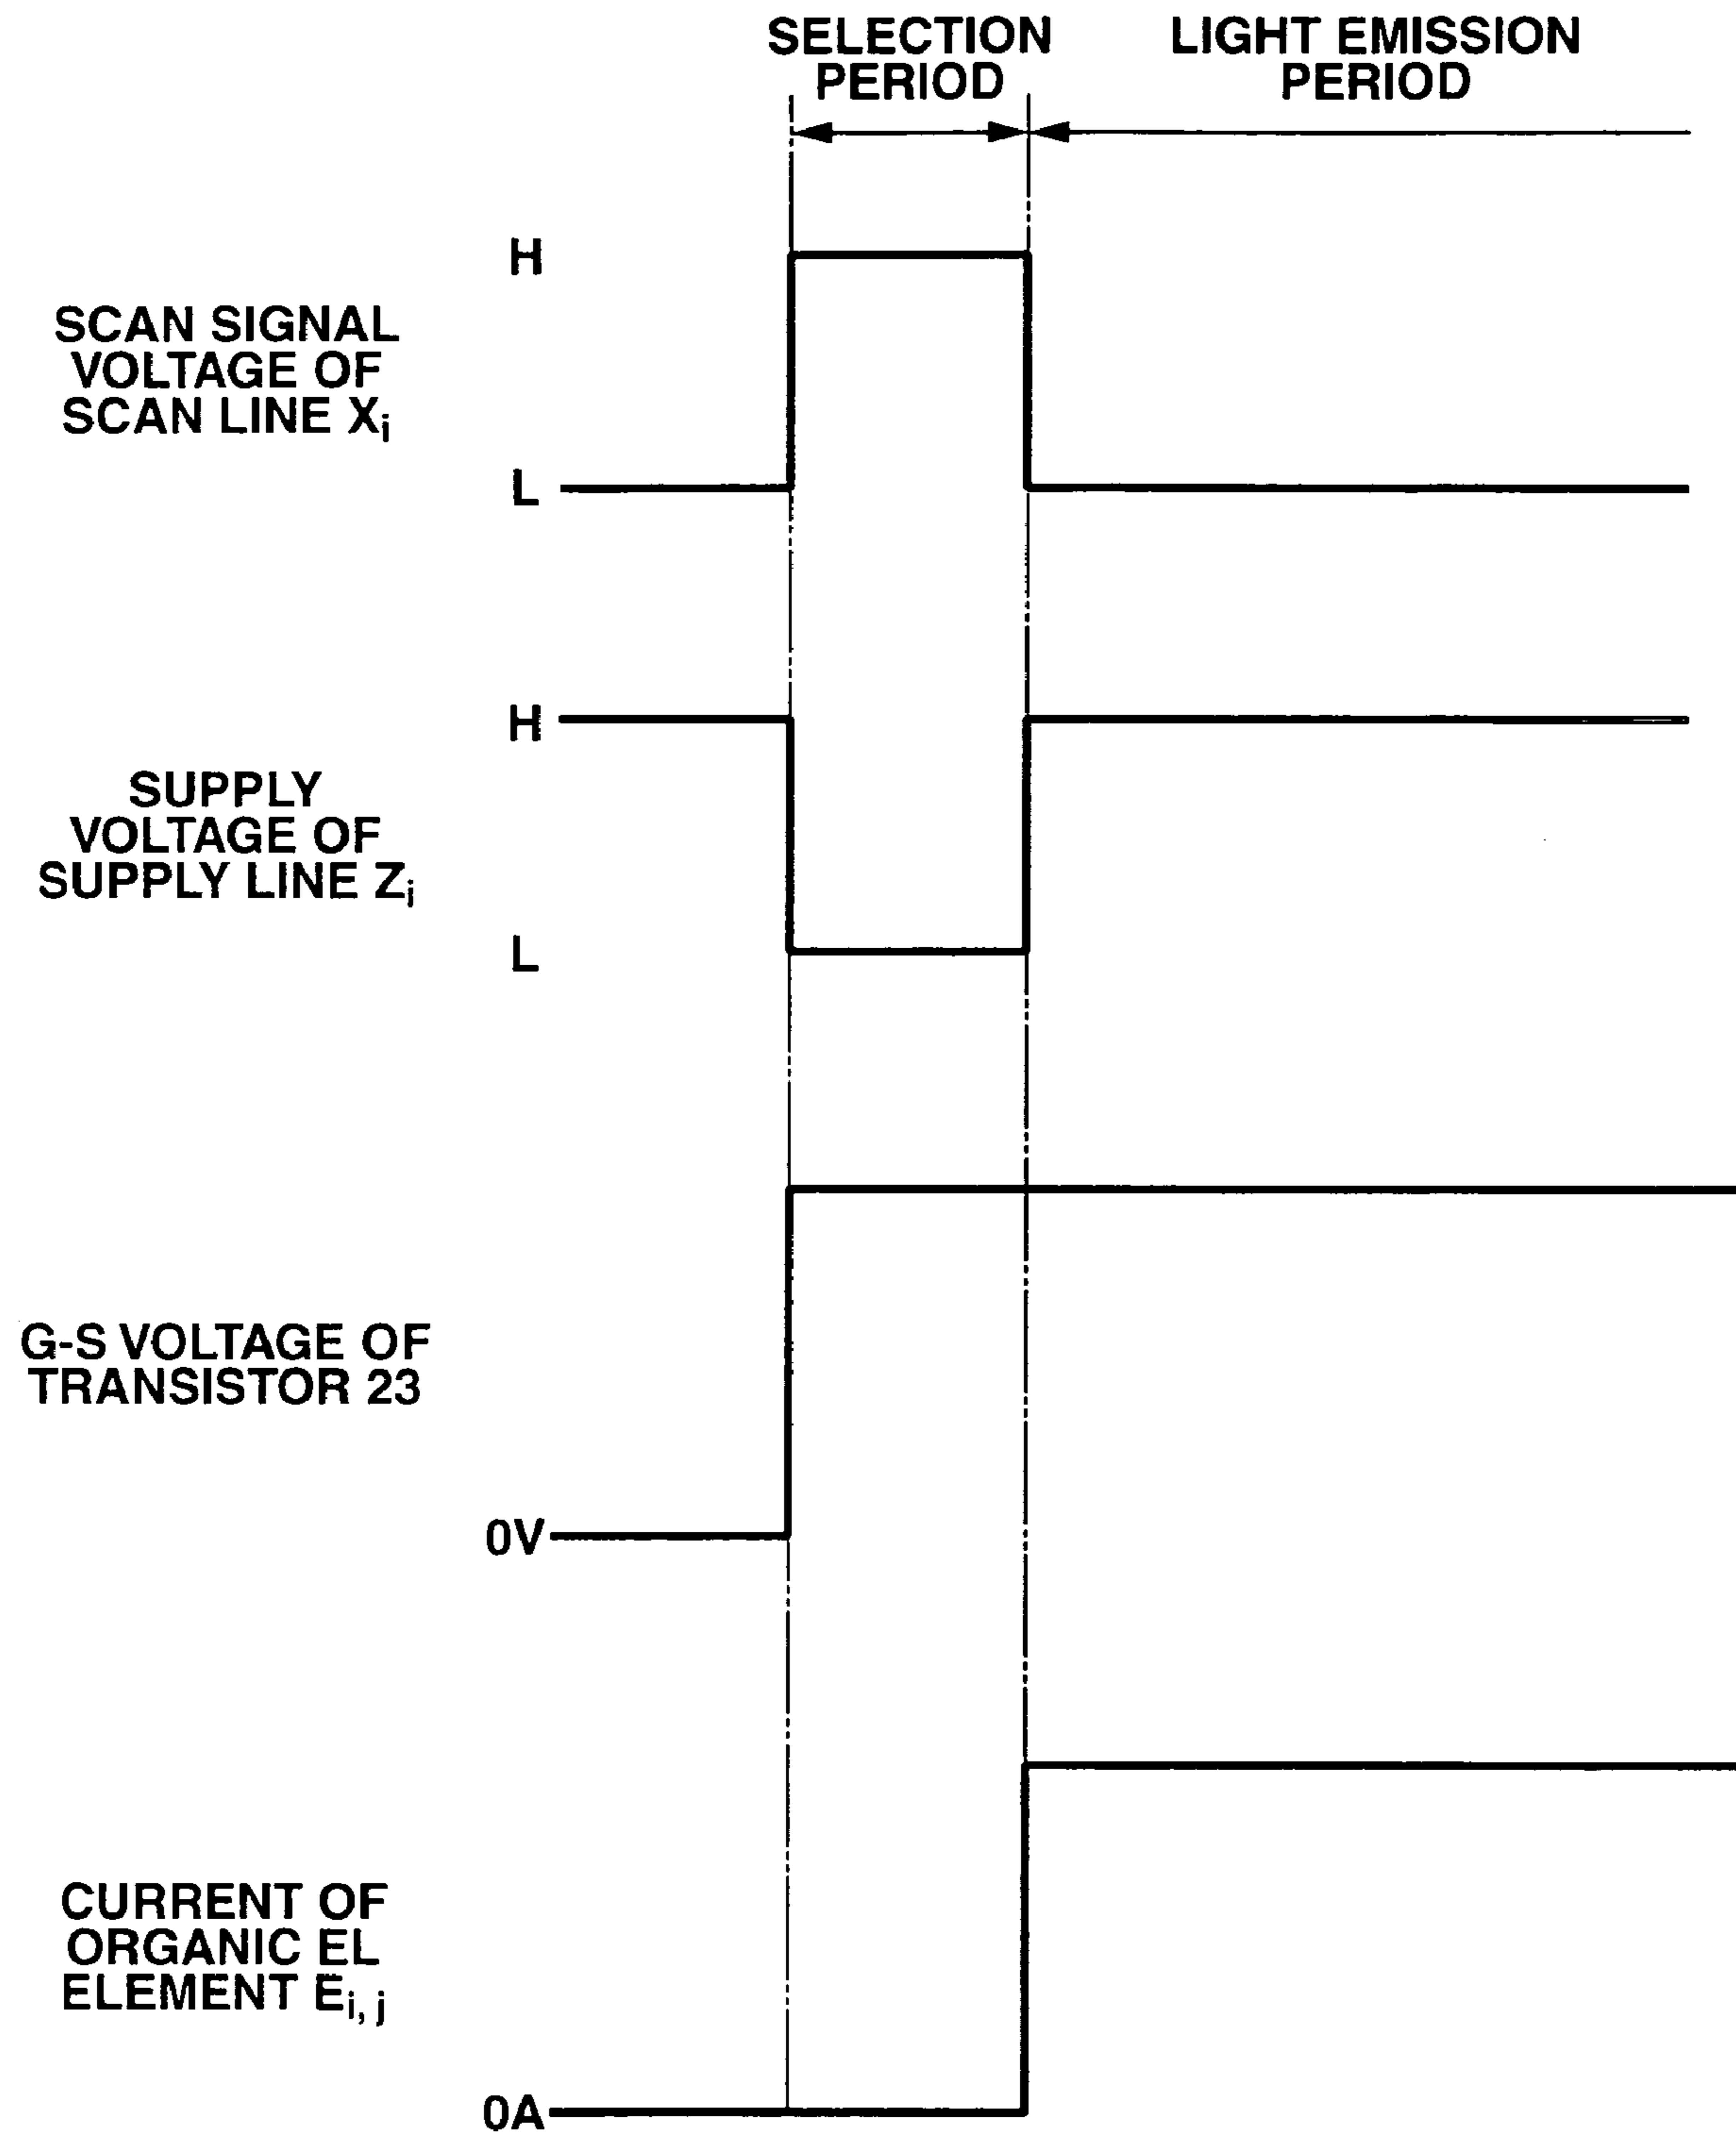 SELECTION
PERIOD
LIGHT EMISSION
PERIOD
H
SCAN SIGNAL
VOLTAGE OF
SCAN LINE Xi
L
H
SUPPLY
VOLTAGE OF
SUPPLY LINE Zi
L
G-S VOLTAGE OF
TRANSISTOR 23
0V
CURRENT OF
ORGANIC EL
ELEMENT Ei, j
0A